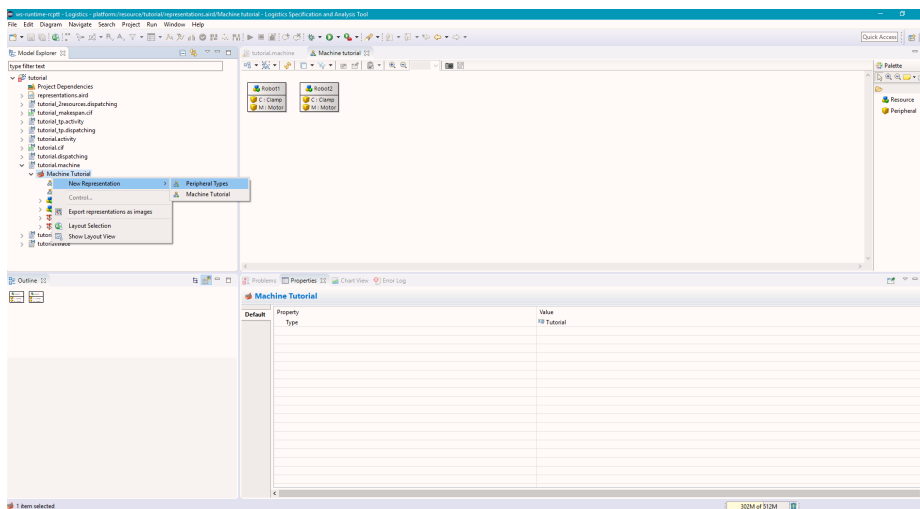 ws-runtime-rcptt - Logistics - platform:/resource/tutorial/representations.aird/Machine tutorial - Logistics Specification and Analysis Tool
File Edit Diagram Navigate Search Project Run Window Help
Quick Access
Model Explorer
type filter text
tutorial
Project Dependencies
representations.aird
tutorial_2resources.dispatching
tutorial_makespan.cif
tutorial_tp.activity
tutorial_tp.dispatching
tutorial.activity
tutorial.cif
tutorial.dispatching
tutorial.machine
Machine Tutorial
New Representation
Control...
Export representations as images
Layout Selection
Show Layout View
Peripheral Types
Machine Tutorial
tutorial.machine
Machine tutorial
Robot1
C : Clamp
M : Motor
Robot2
C : Clamp
M : Motor
Palette
Resource
Peripheral
Outline
Problems Properties Chart View Error Log
Machine Tutorial
Default
Property Value
Type Tutorial
1 item selected
302M of 512M